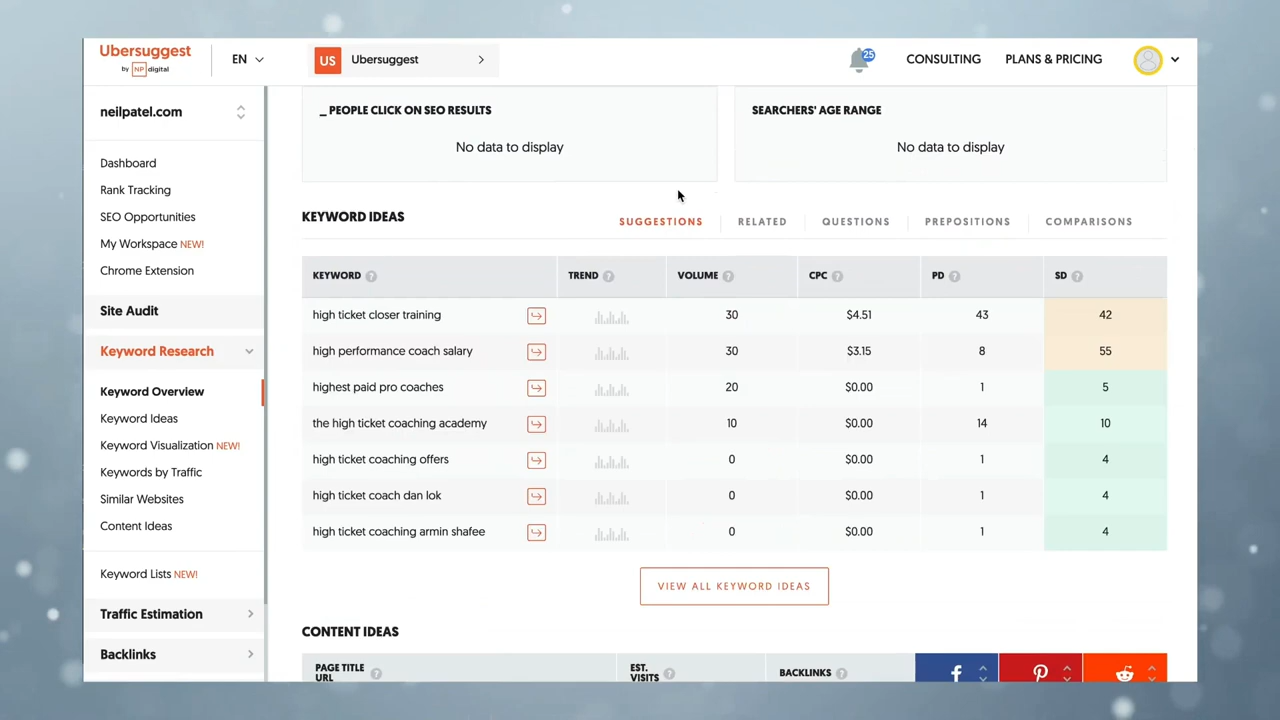 Ubersuggest
by NP digital
EN
US Ubersuggest
25
CONSULTING
PLANS & PRICING
neilpatel.com
Dashboard
Rank Tracking
SEO Opportunities
My Workspace NEW!
Chrome Extension
Site Audit
Keyword Research
Keyword Overview
Keyword Ideas
Keyword Visualization NEW!
Keywords by Traffic
Similar Websites
Content Ideas
Keyword Lists NEW!
Traffic Estimation
Backlinks
_ PEOPLE CLICK ON SEO RESULTS
No data to display
SEARCHERS' AGE RANGE
No data to display
KEYWORD IDEAS
SUGGESTIONS RELATED QUESTIONS PREPOSITIONS COMPARISONS
KEYWORD ? TREND ? VOLUME ? CPC ? PD ? SD ?
high ticket closer training 30 $4.51 43 42
high performance coach salary 30 $3.15 8 55
highest paid pro coaches 20 $0.00 1 5
the high ticket coaching academy 10 $0.00 14 10
high ticket coaching offers 0 $0.00 1 4
high ticket coach dan lok 0 $0.00 1 4
high ticket coaching armin shafee 0 $0.00 1 4
VIEW ALL KEYWORD IDEAS
CONTENT IDEAS
PAGE TITLE
URL ?
EST.
VISITS ?
BACKLINKS ?